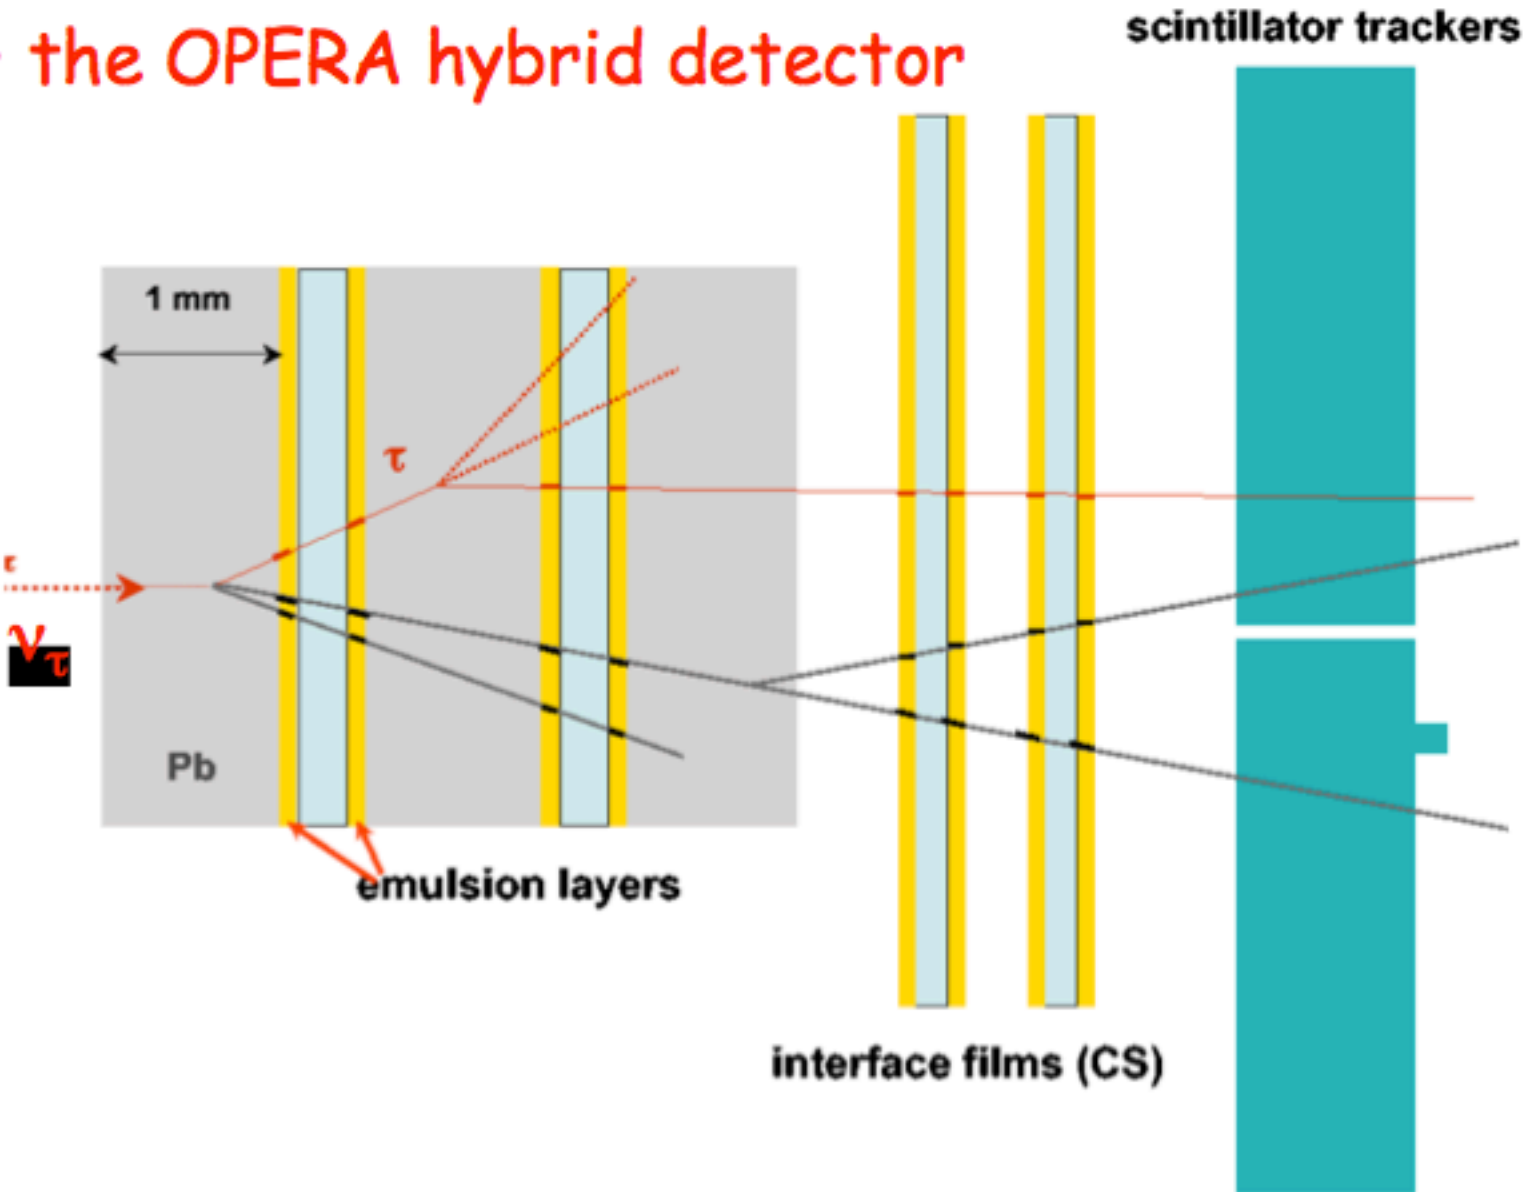 the OPERA hybrid detector
scintillator trackers
1 mm
τ
τ
ντ
Pb
emulsion layers
interface films (CS)